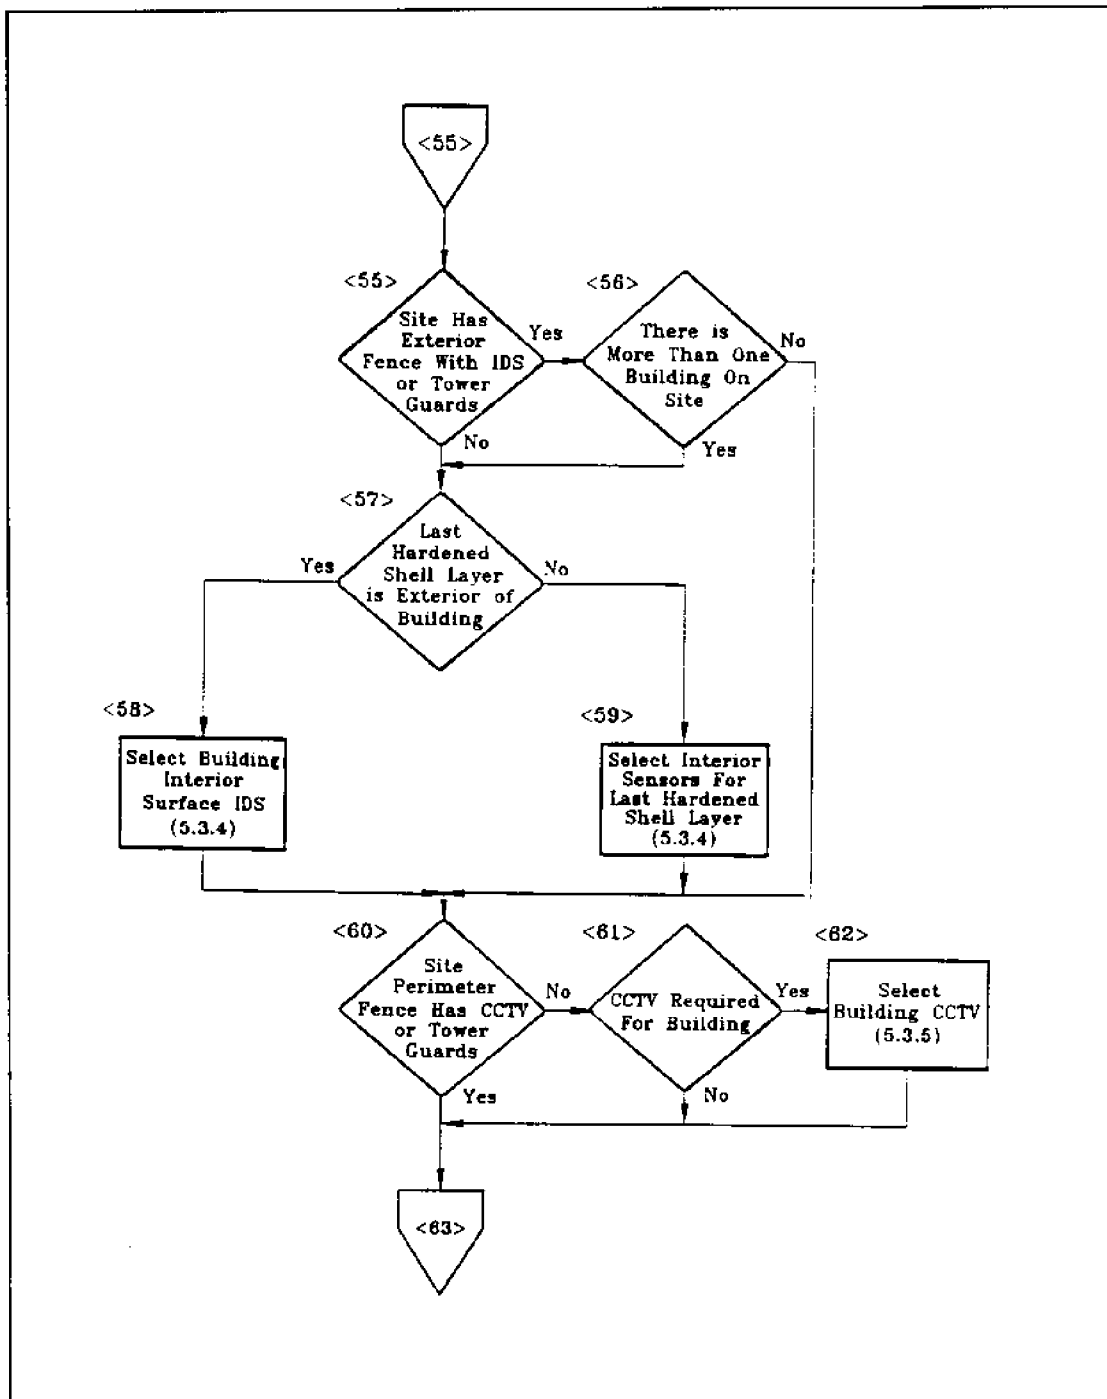 <55>
<55>
Site Has
Exterior
Fence With IDS
or Tower
Guards
Yes
No
<56>
There is
More Than One
Building On
Site
No
Yes
<57>
Last
Hardened
Shell Layer
is Exterior of
Building
Yes
No
<58>
Select Building
Interior
Surface IDS
(5.3.4)
<59>
Select Interior
Sensors For
Last Hardened
Shell Layer
(5.3.4)
<60>
Site
Perimeter
Fence Has CCTV
or Tower
Guards
No
Yes
<61>
CCTV Required
For Building
Yes
No
<62>
Select
Building CCTV
(5.3.5)
<63>